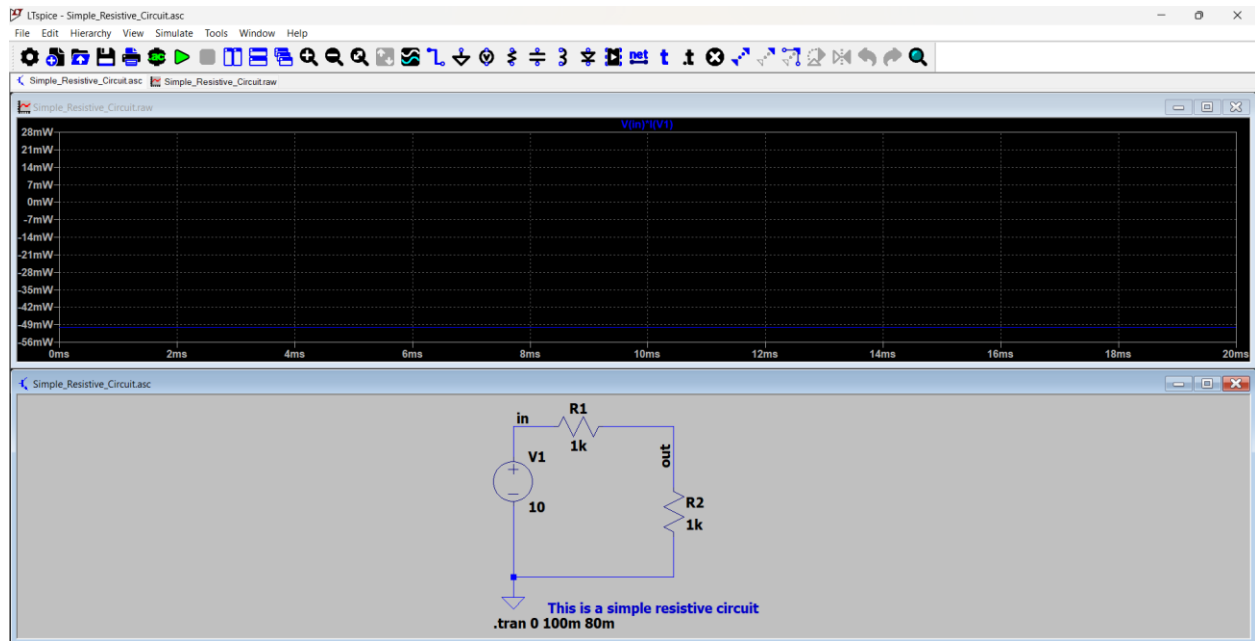 LTspice - Simple_Resistive_Circuit.asc
File Edit Hierarchy View Simulate Tools Window Help
.ac net t .t
Simple_Resistive_Circuit.asc Simple_Resistive_Circuit.raw
Simple_Resistive_Circuit.raw
V(in)*I(V1)
28mW
21mW
14mW
7mW
0mW
-7mW
-14mW
-21mW
-28mW
-35mW
-42mW
-49mW
-56mW
0ms 2ms 4ms 6ms 8ms 10ms 12ms 14ms 16ms 18ms 20ms
Simple_Resistive_Circuit.asc
in R1
1k
V1
out
10
R2
1k
This is a simple resistive circuit
.tran 0 100m 80m